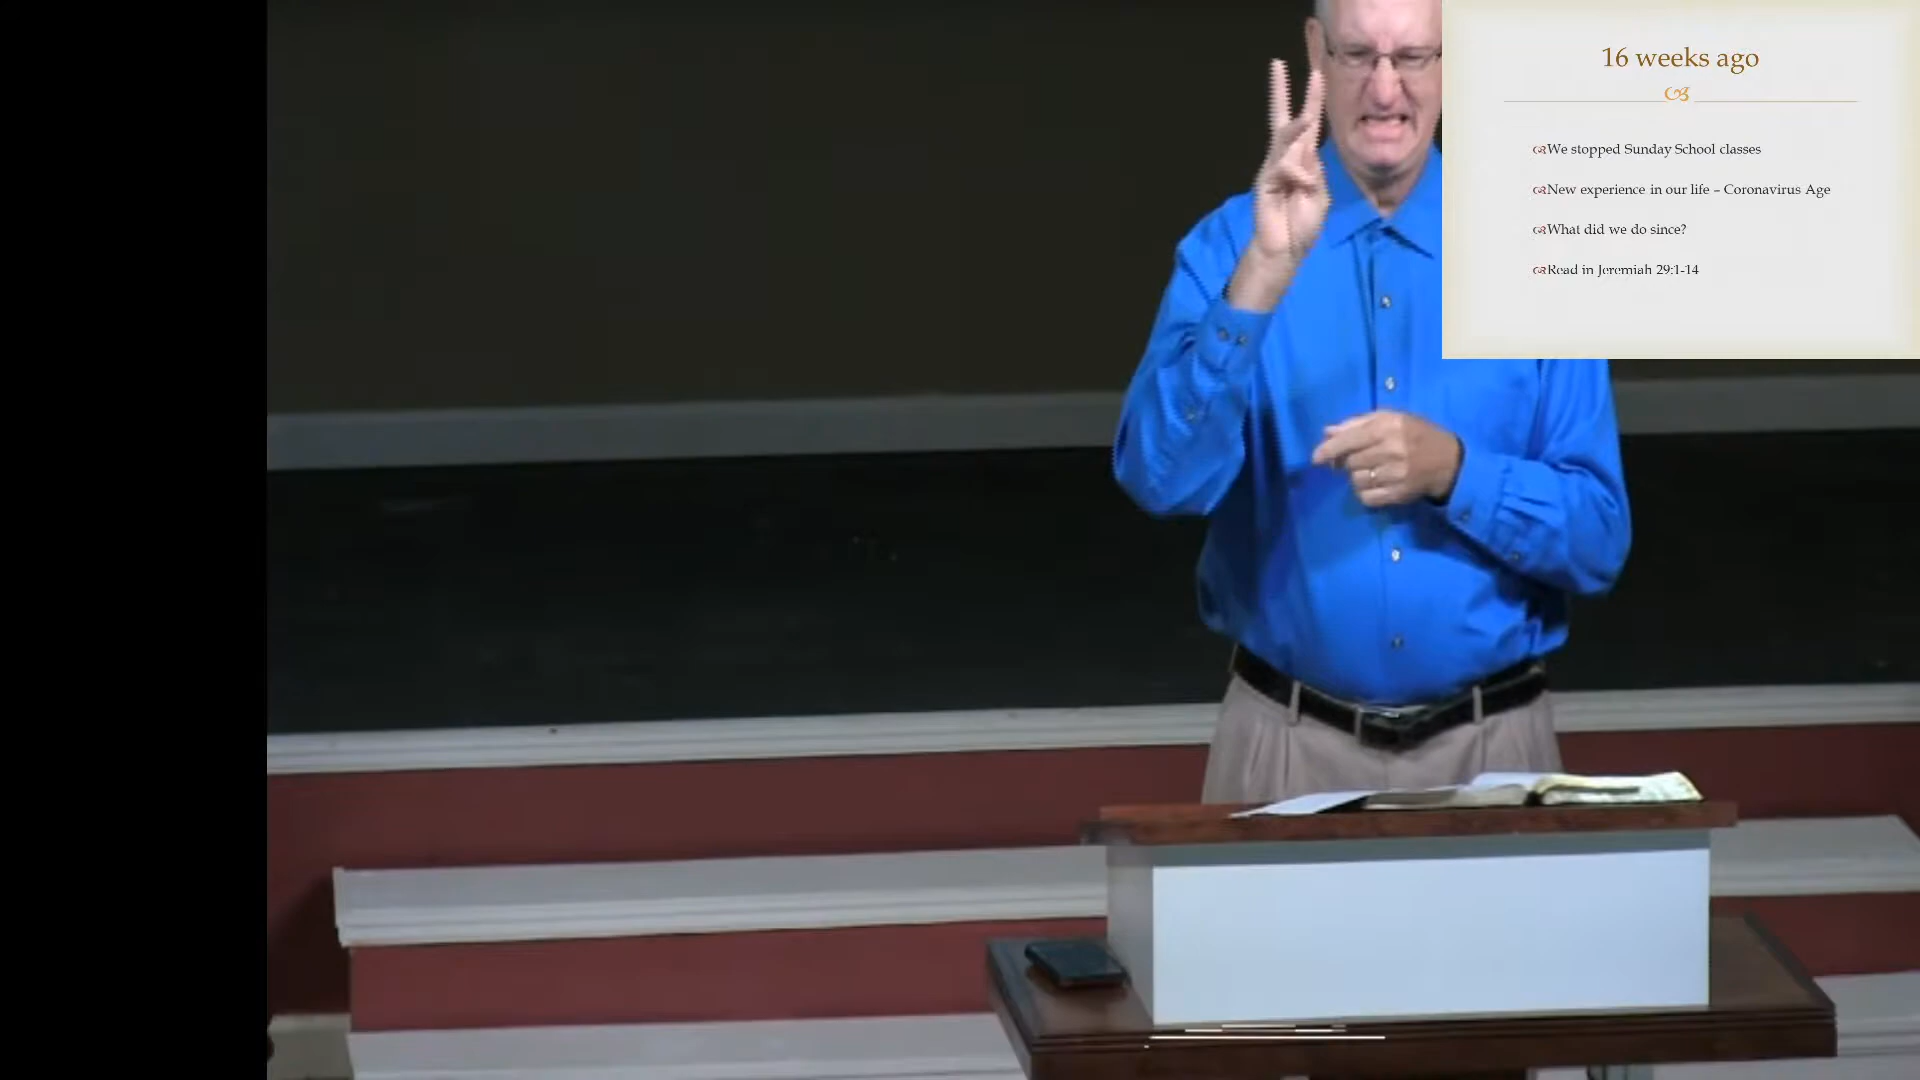 16 weeks ago
We stopped Sunday School classes
New experience in our life – Coronavirus Age
What did we do since?
Read in Jeremiah 29:1-14